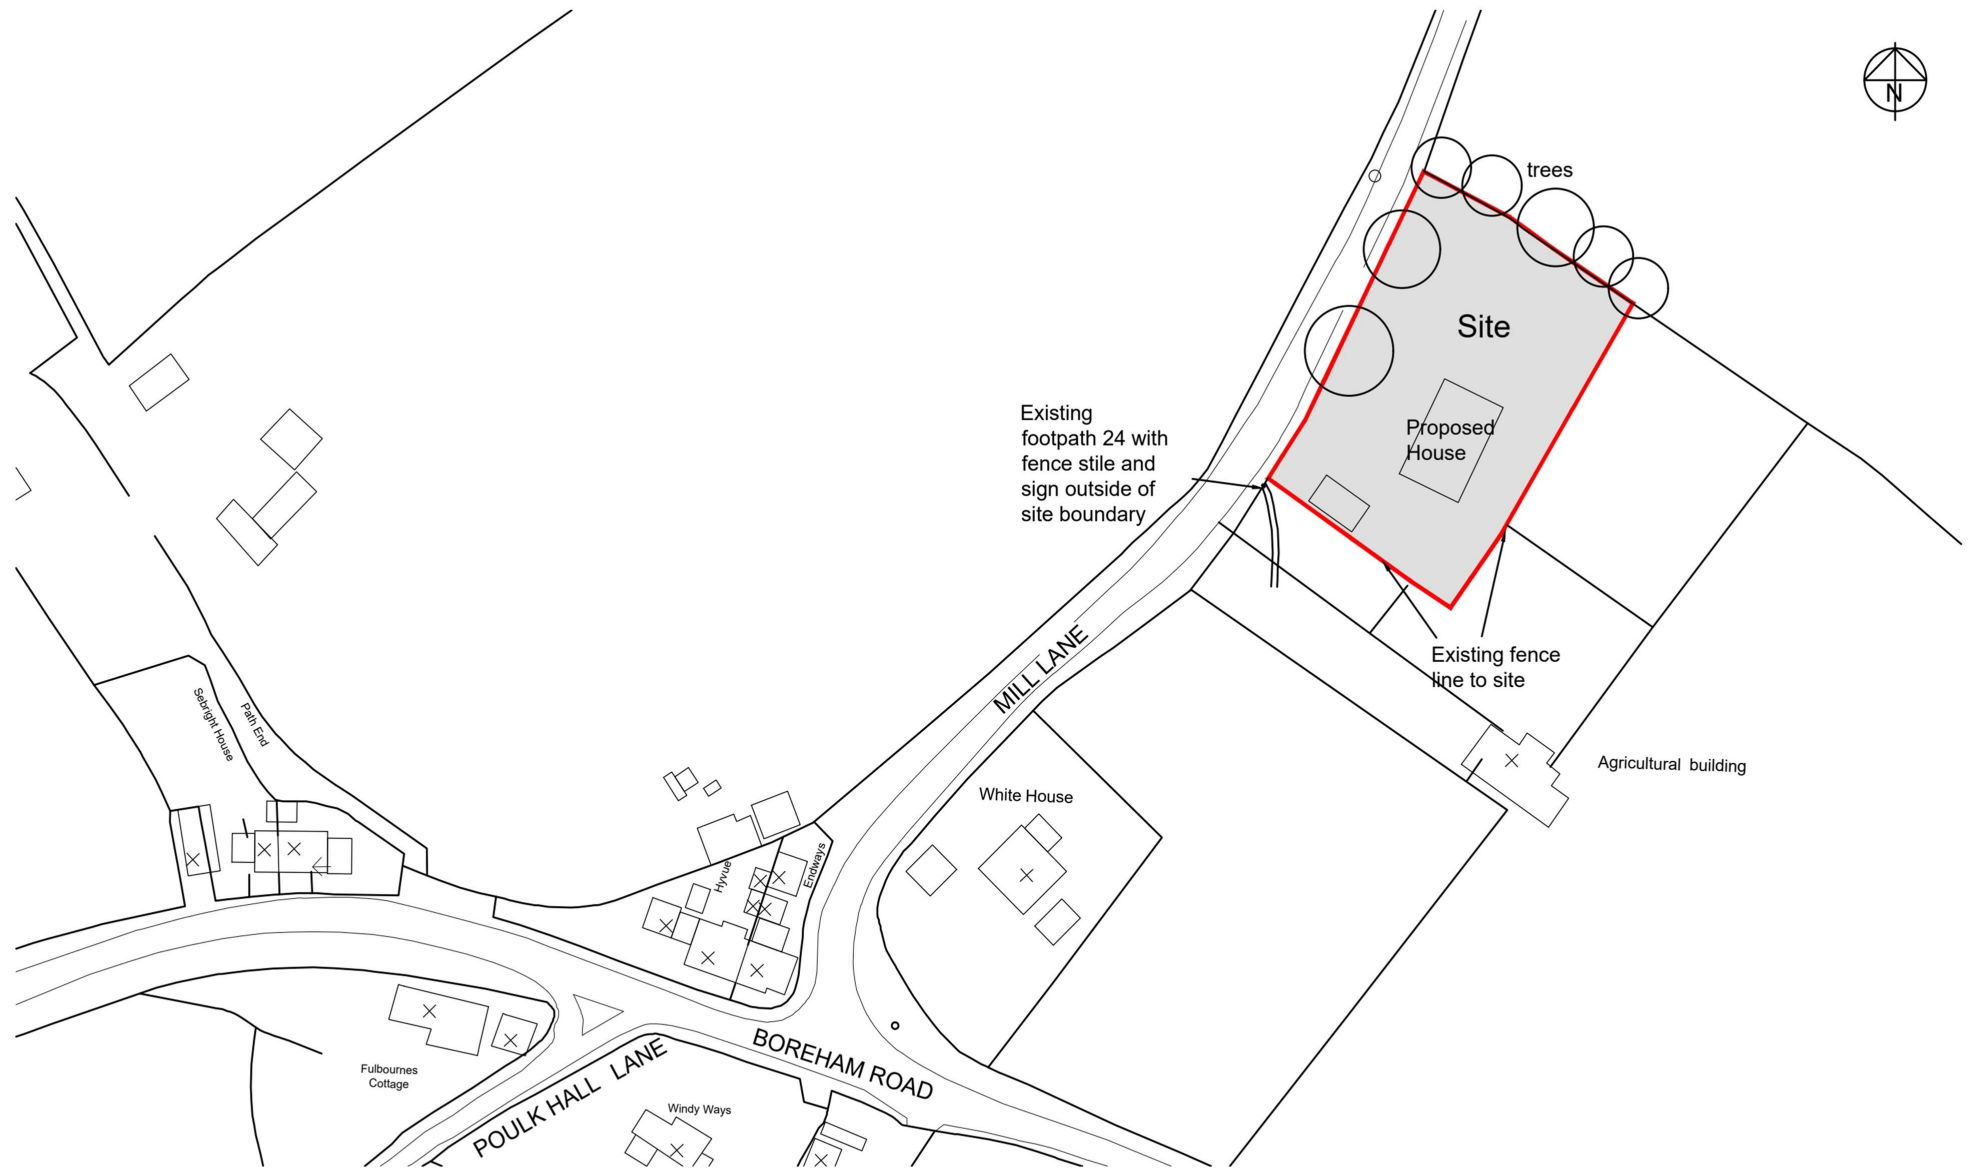 N
trees
Site
Existing
footpath 24 with
fence stile and
sign outside of
site boundary
Proposed
House
MILL LANE
Existing fence
line to site
Sebright House
Path End
Agricultural building
White House
Hyvue
Endways
BOREHAM ROAD
POULK HALL LANE
Fulbournes
Cottage
Windy Ways